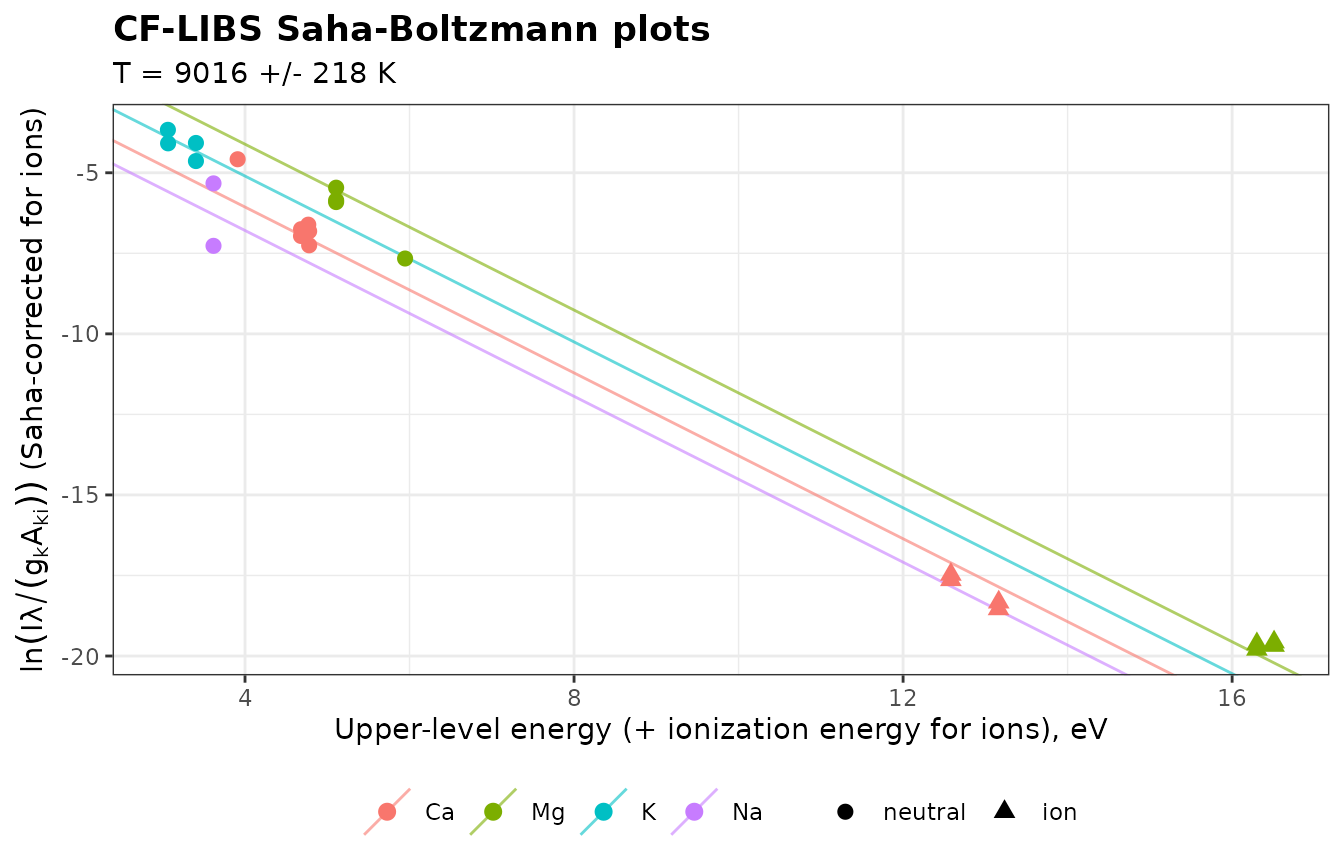 CF-LIBS Saha-Boltzmann plots
T = 9016 +/- 218 K
ln(Iλ/(gkAki)) (Saha-corrected for ions)
-5
-10
-15
-20
4
8
12
16
Upper-level energy (+ ionization energy for ions), eV
Ca Mg K Na neutral ion